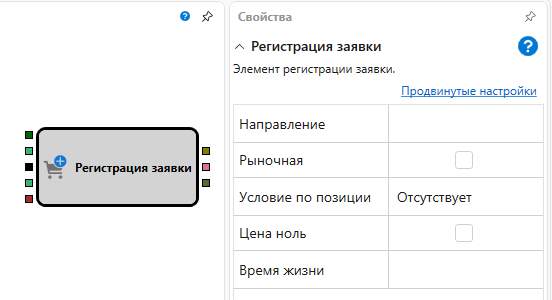 Свойства
Регистрация заявки
Элемент регистрации заявки.
Продвинутые настройки
Направление
Рыночная
Регистрация заявки
Условие по позиции Отсутствует
Цена ноль
Время жизни